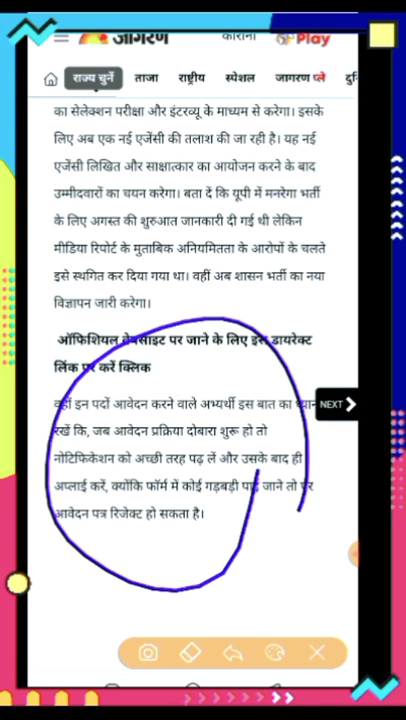 जागरण
कोरोना
Play
राज्य चुनें ताजा राष्ट्रीय स्पेशल जागरण प्ले
का सेलेक्शन परीक्षा और इंटरव्यू के माध्यम से करेगा। इसके
लिए अब एक नई एजेंसी की तलाश की जा रही है। यह नई
एजेंसी लिखित और साक्षात्कार का आयोजन करने के बाद
उम्मीदवारों का चयन करेगा। बता दें कि यूपी में मनरेगा भर्ती
के लिए अगस्त की शुरुआत जानकारी दी गई थी लेकिन
मीडिया रिपोर्ट के मुताबिक अनियमितता के आरोपों के चलते
इसे स्थगित कर दिया गया था। वहीं अब शासन भर्ती का नया
विज्ञापन जारी करेगा।
ऑफिशियल वेबसाइट पर जाने के लिए इस डायरेक्ट
लिंक पर करें क्लिक
वहीं इन पदों आवेदन करने वाले अभ्यर्थी इस बात का ध्यान
NEXT
रखें कि, जब आवेदन प्रक्रिया दोबारा शुरू हो तो
नोटिफिकेशन को अच्छी तरह पढ़ लें और उसके बाद ही
अप्लाई करें, क्योंकि फॉर्म में कोई गड़बड़ी पाई जाने तो पर
आवेदन पत्र रिजेक्ट हो सकता है।